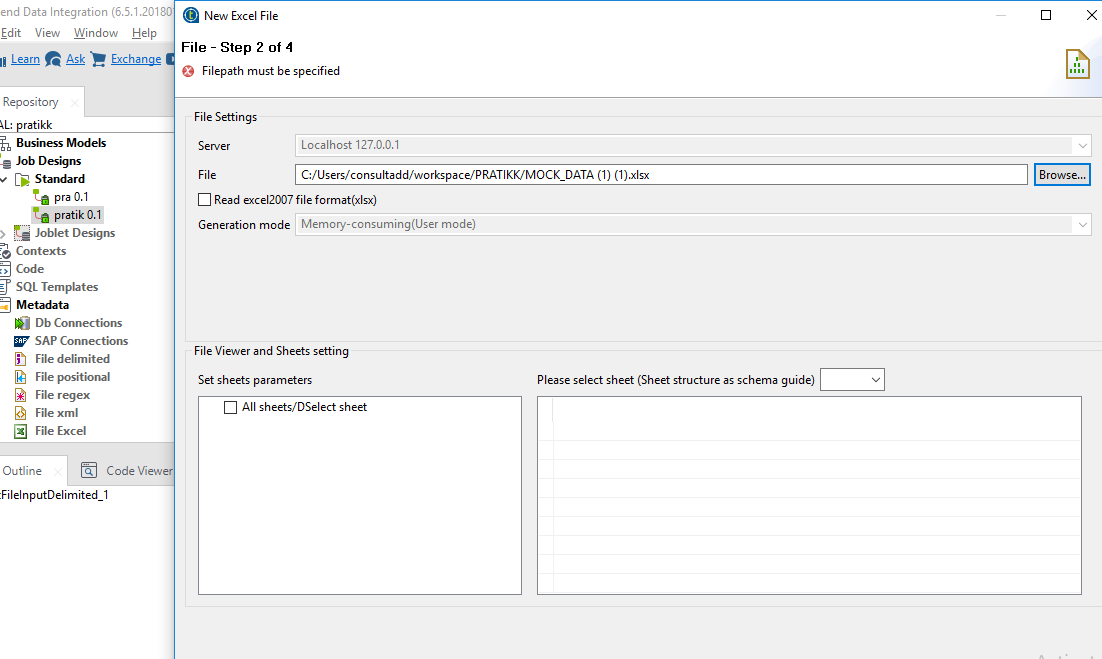 end Data Integration (6.5.1.20180
Edit View Window Help
Learn Ask Exchange
Repository
AL: pratikk
Business Models
Job Designs
Standard
pra 0.1
pratik 0.1
Joblet Designs
Contexts
Code
SQL Templates
Metadata
Db Connections
SAP
SAP Connections
File delimited
File positional
File regex
File xml
File Excel
Outline
Code Viewer
tFileInputDelimited_1
New Excel File
File - Step 2 of 4
Filepath must be specified
File Settings
Server Localhost 127.0.0.1
File C:/Users/consultadd/workspace/PRATIKK/MOCK_DATA (1) (1).xlsx Browse...
Read excel2007 file format(xlsx)
Generation mode Memory-consuming(User mode)
File Viewer and Sheets setting
Set sheets parameters
Please select sheet (Sheet structure as schema guide)
All sheets/DSelect sheet